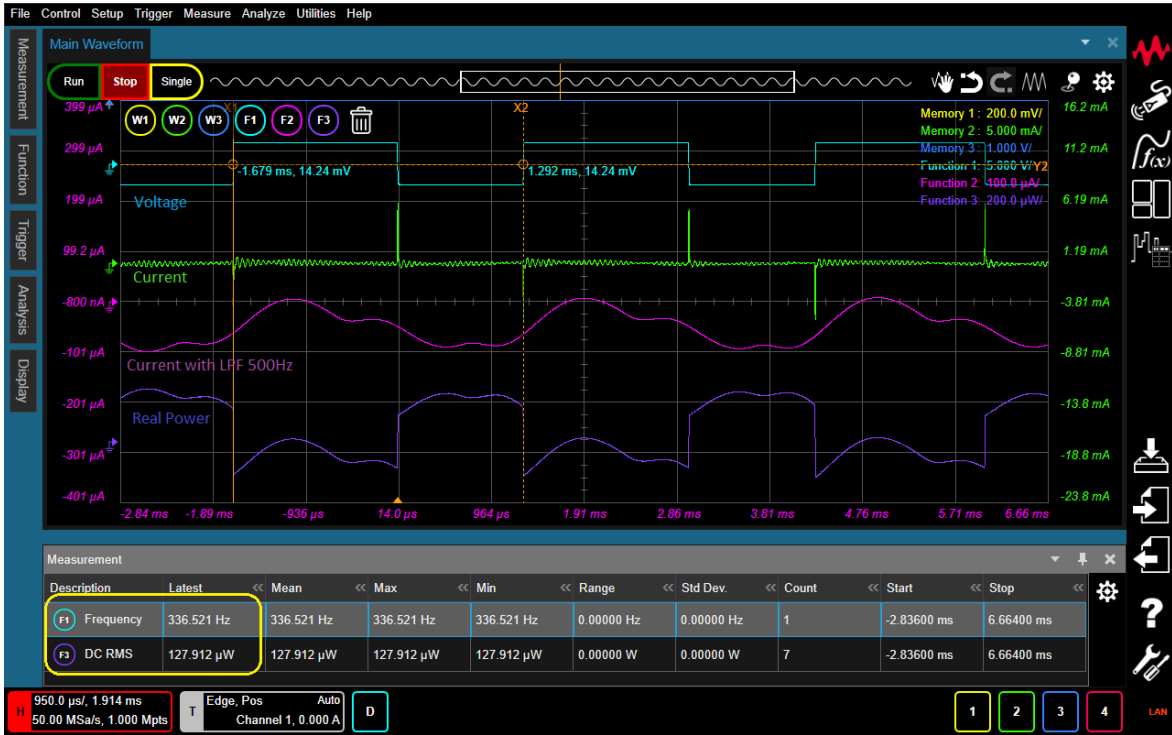 File Control Setup Trigger Measure Analyze Utilities Help
Main Waveform
Measurement
Function
Trigger
Analysis
Display
Run Stop Single
W1 W2 W3 F1 F2 F3
X1 X2
Memory 1 : 200.0 mV/
Memory 2 : 5.000 mA/
Memory 3 : 1.000 V/
Function 1: 5.000 V/ Y2
Function 2: 100.0 µA/
Function 3: 200.0 µW/
399 µA 16.2 mA
299 µA 11.2 mA
199 µA 6.19 mA
99.2 µA 1.19 mA
-800 nA -3.81 mA
-101 µA -8.81 mA
-201 µA -13.8 mA
-301 µA -18.8 mA
-401 µA -23.8 mA
-1.679 ms, 14.24 mV 1.292 ms, 14.24 mV
Voltage
Current
Current with LPF 500Hz
Real Power
-2.84 ms -1.89 ms -936 µs 14.0 µs 964 µs 1.91 ms 2.86 ms 3.81 ms 4.76 ms 5.71 ms 6.66 ms
f(x)
Measurement
Description Latest Mean Max Min Range Std Dev. Count Start Stop
F1 Frequency 336.521 Hz 336.521 Hz 336.521 Hz 336.521 Hz 0.00000 Hz 0.00000 Hz 1 -2.83600 ms 6.66400 ms
F3 DC RMS 127.912 µW 127.912 µW 127.912 µW 127.912 µW 0.00000 W 0.00000 W 7 -2.83600 ms 6.66400 ms
H 950.0 µs/, 1.914 ms
50.00 MSa/s, 1.000 Mpts
T Edge, Pos Auto
Channel 1, 0.000 A
D
1 2 3 4 LAN
?